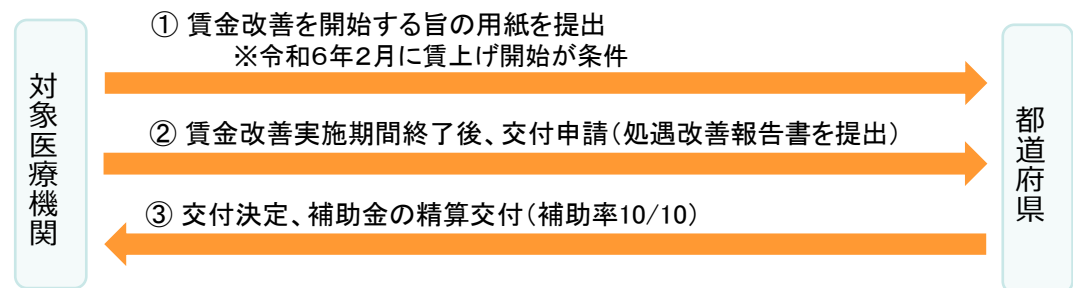 ① 賃金改善を開始する旨の用紙を提出
※令和6年2月に賃上げ開始が条件
対象医療機関
② 賃金改善実施期間終了後、交付申請(処遇改善報告書を提出)
都道府県
③ 交付決定、補助金の精算交付(補助率10/10)